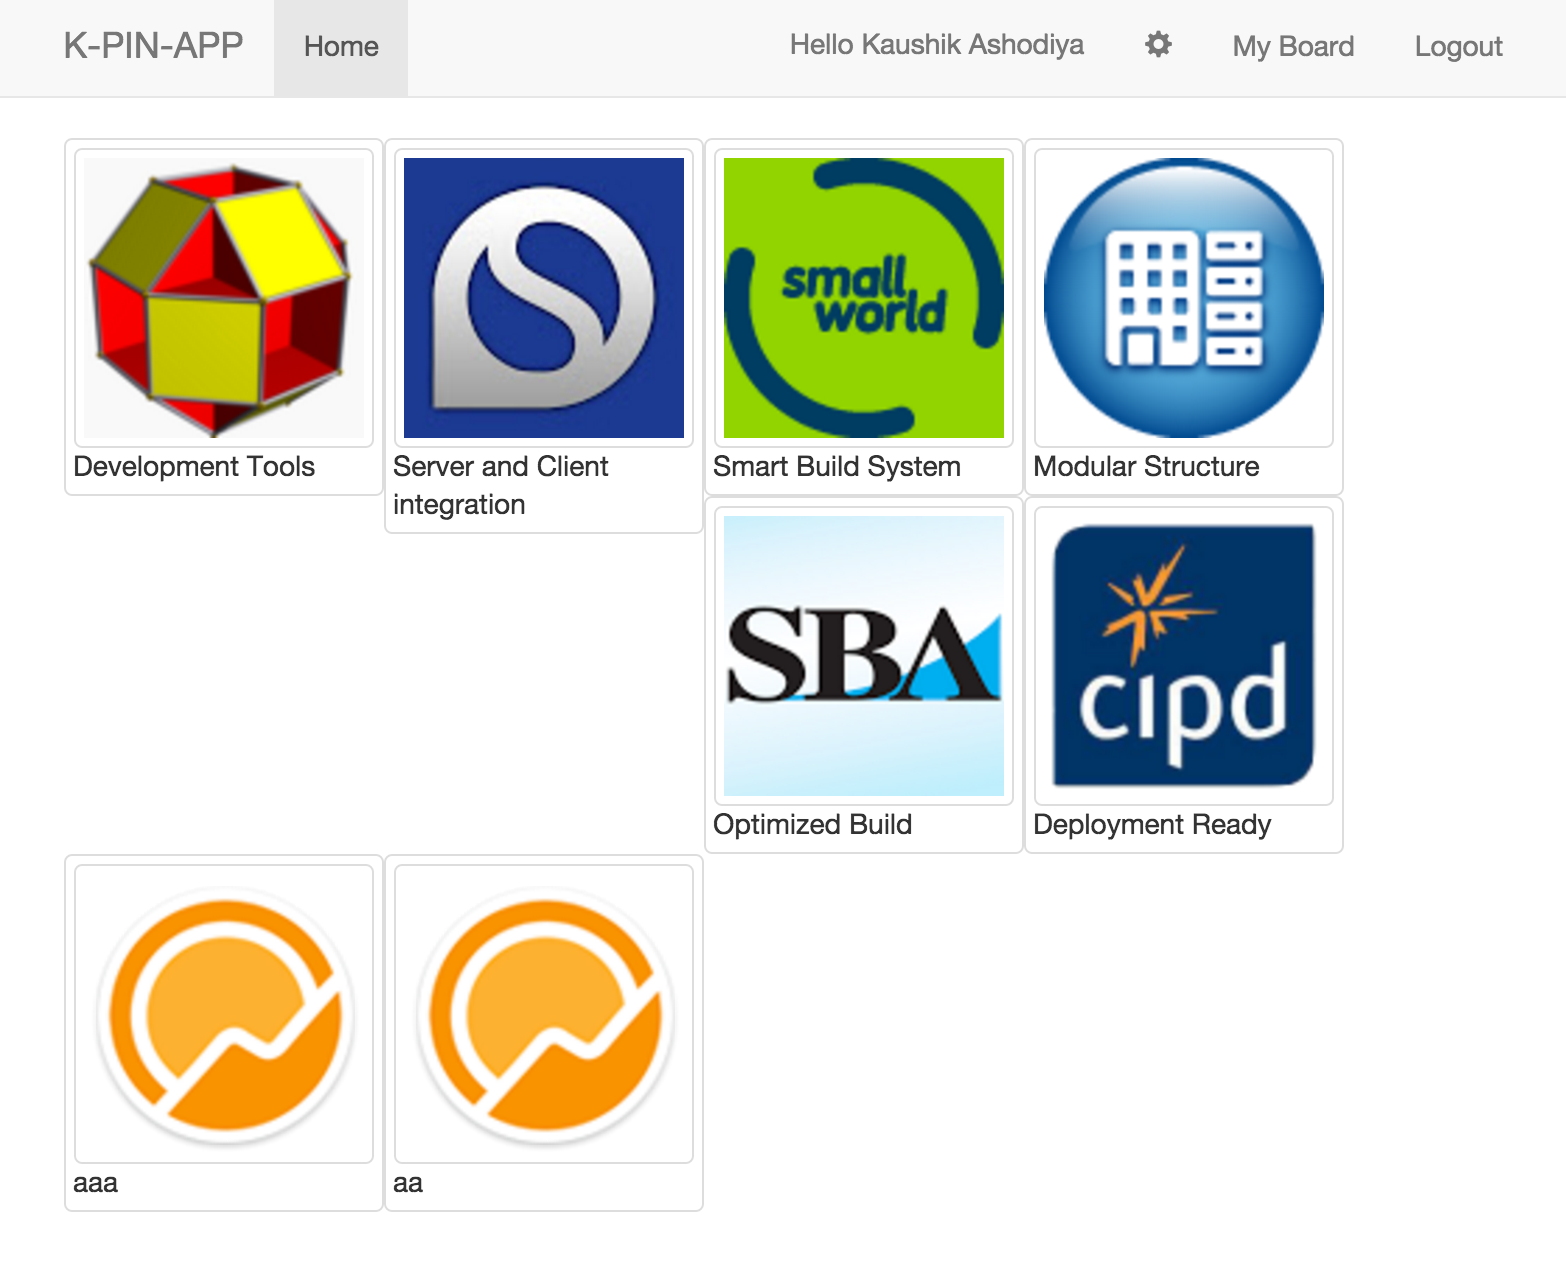 K-PIN-APP
Home
Hello Kaushik Ashodiya
My Board
Logout
small
world
Development Tools
Server and Client
integration
Smart Build System
Modular Structure
SBA
cipd
Optimized Build
Deployment Ready
aaa
aa